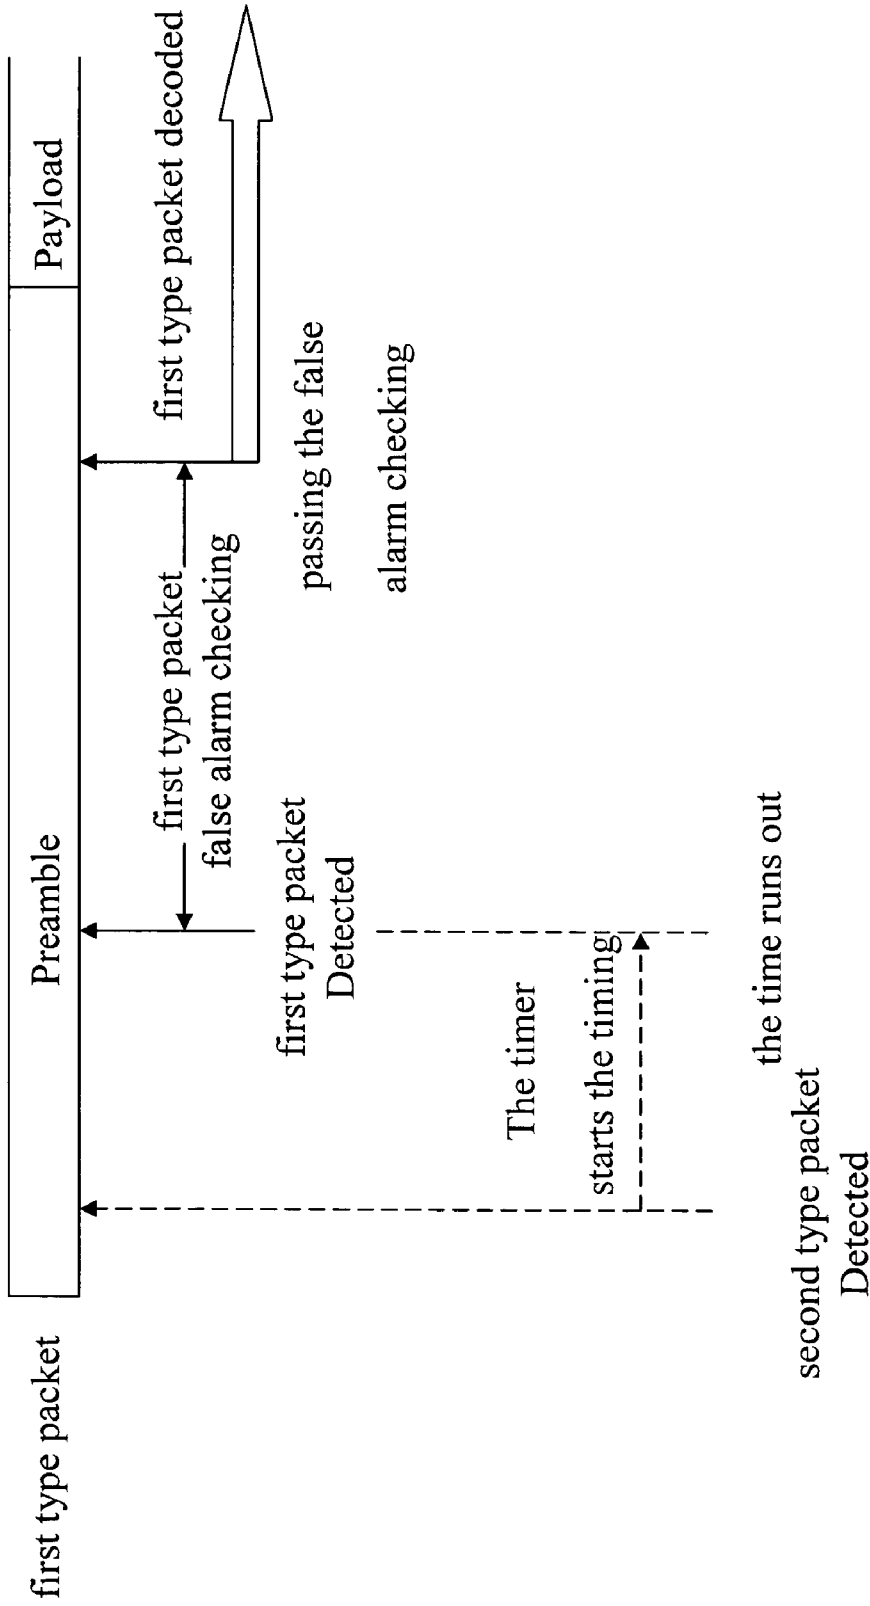 first type packet
Preamble
Payload
first type packet
false alarm checking
first type packet decoded
first type packet
Detected
passing the false
alarm checking
The timer
starts the timing
the time runs out
second type packet
Detected